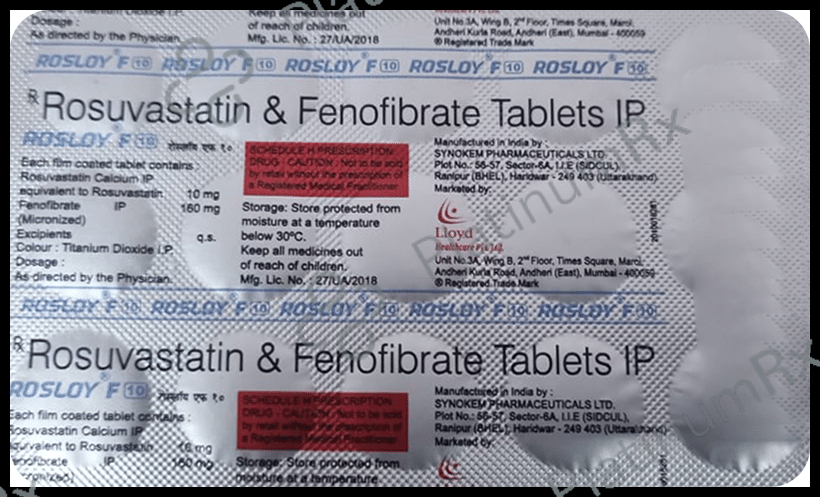 Dosage :
As directed by the Physician.
Keep all medicines out
of reach of children.
Mfg. Lic. No. : 27/UA/2018
Unit No.3A, Wing B, 2nd Floor, Times Square, Marol,
Andheri Kurla Road, Andheri (East), Mumbai - 400059
® Registered Trade Mark
ROSLOY® F 10 ROSLOY® F 10 ROSLOY® F 10 ROSLOY® F 10 ROSLOY® F 10
Rx Rosuvastatin & Fenofibrate Tablets IP
ROSLOY® F 10 रोस्लॉय एफ १०
Each film coated tablet contains :
Rosuvastatin Calcium IP
equivalent to Rosuvastatin 10 mg
Fenofibrate IP 160 mg
(Micronized)
Excipients q.s.
Colour : Titanium Dioxide I.P.
Dosage :
As directed by the Physician.
SCHEDULE H PRESCRIPTION
DRUG - CAUTION : Not to be sold
by retail without the prescription of
a Registered Medical Practitioner
Storage: Store protected from
moisture at a temperature
below 30°C.
Keep all medicines out
of reach of children.
Mfg. Lic. No. : 27/UA/2018
Manufactured in India by :
SYNOKEM PHARMACEUTICALS LTD.
Plot No.: 56-57, Sector-6A, I.I.E (SIDCUL),
Ranipur (BHEL), Haridwar - 249 403 (Uttarakhand)
Marketed by:
Lloyd
Healthcare Pvt. Ltd.
Unit No.3A, Wing B, 2nd Floor, Times Square, Marol,
Andheri Kurla Road, Andheri (East), Mumbai - 400059
® Registered Trade Mark
ROSLOY® F 10 ROSLOY® F 10 ROSLOY® F 10 ROSLOY® F 10 ROSLOY® F 10
Rx Rosuvastatin & Fenofibrate Tablets IP
ROSLOY® F 10 रोस्लॉय एफ १०
Each film coated tablet contains :
Rosuvastatin Calcium IP
Rosuvastatin 10 mg
Fenofibrate IP 160 mg
SCHEDULE H PRESCRIPTION
DRUG - CAUTION : Not to be sold
by retail without the prescription of
a Registered Medical Practitioner
Storage: Store protected from
moisture at a temperature
Manufactured in India by :
SYNOKEM PHARMACEUTICALS LTD.
Plot No.: 56-57, Sector-6A, I.I.E (SIDCUL),
Ranipur (BHEL), Haridwar - 249 403 (Uttarakhand)
Marketed by:
PlatinumRx